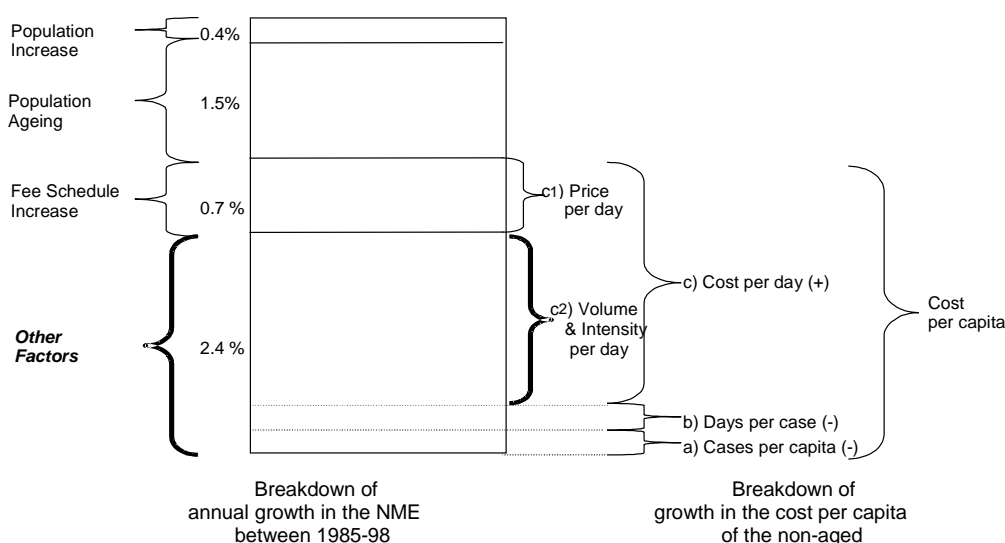 Population
Increase
0.4%
Population
Ageing
1.5%
Fee Schedule
Increase
0.7 %
c1) Price
per day
c) Cost per day (+)
Cost
per capita
c2) Volume
& Intensity
per day
Other
Factors
2.4 %
b) Days per case (-)
a) Cases per capita (-)
Breakdown of
annual growth in the NME
between 1985-98
Breakdown of
growth in the cost per capita
of the non-aged